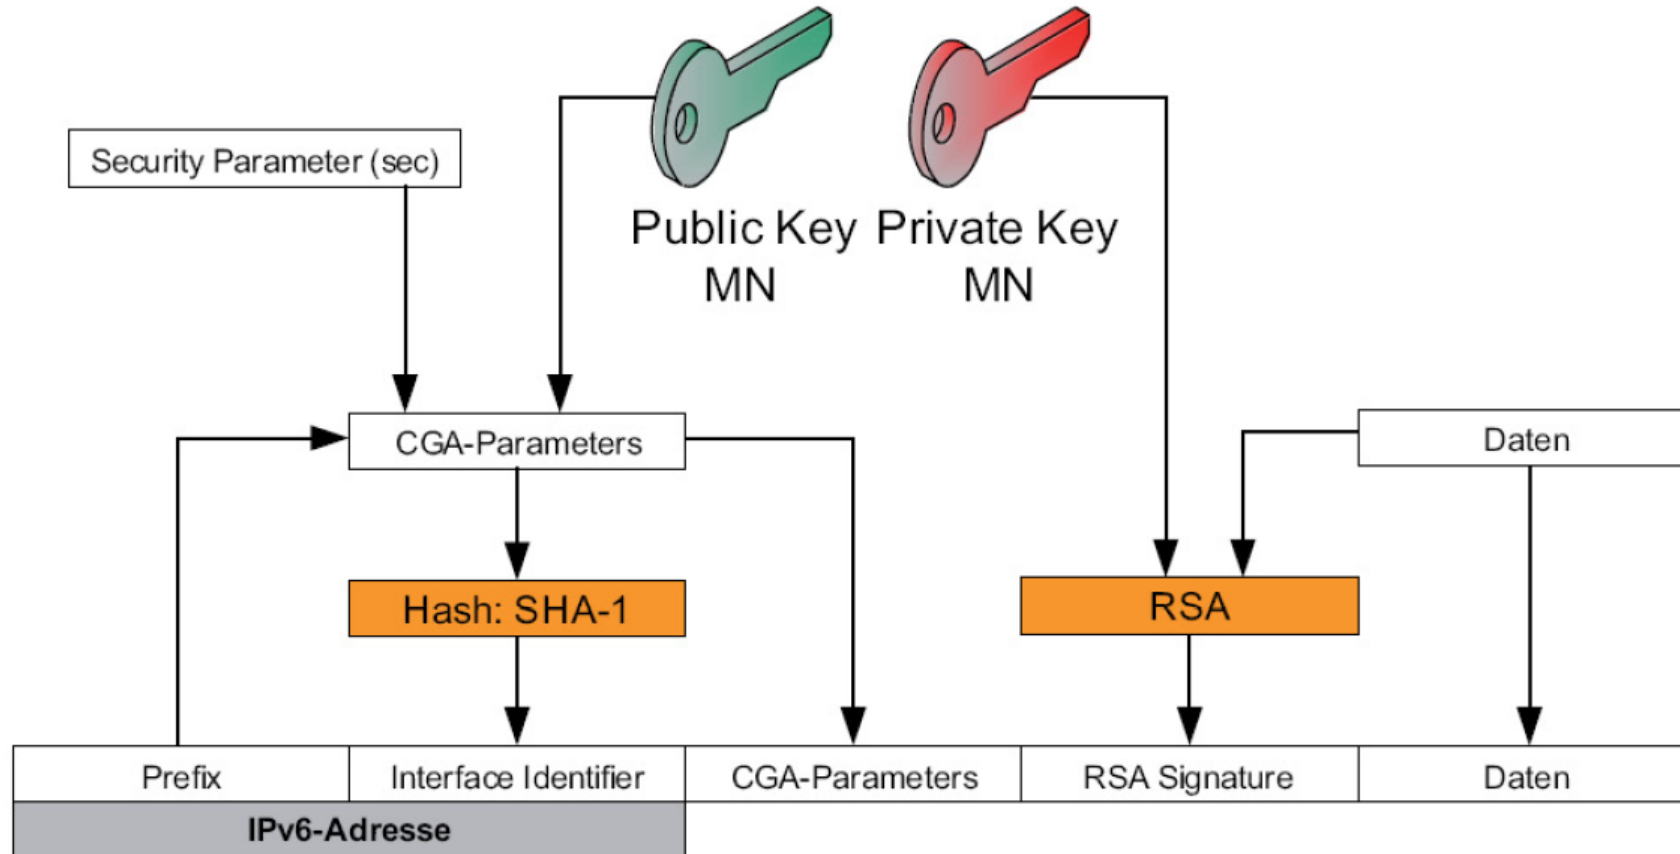 Security Parameter (sec)
Public Key
MN
Private Key
MN
CGA-Parameters
Daten
Hash: SHA-1
RSA
Prefix
Interface Identifier
CGA-Parameters
RSA Signature
Daten
IPv6-Adresse